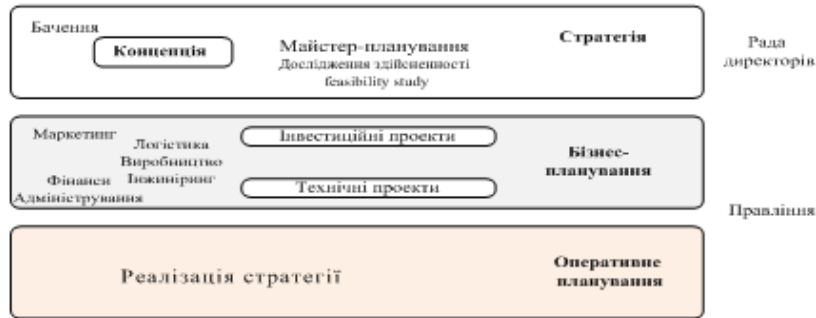 Бачення
Концепція
Майстер-планування
Дослідження здійсненності
feasibility study
Стратегія
Рада
директорів
Маркетинг
Логістика
Виробництво
Фінанси Інжиніринг
Адміністрування
Інвестиційні проекти
Технічні проекти
Бізнес-
планування
Правління
Реалізація стратегії
Оперативне
планування